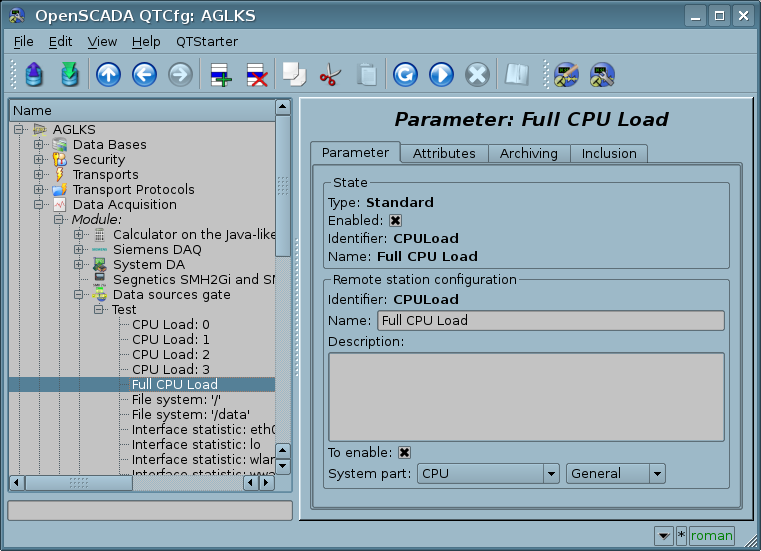 OpenSCADA QTCfg: AGLKS
File Edit View Help QTStarter
Name
AGLKS
Data Bases
Security
Transports
Transport Protocols
Data Acquisition
Module:
Calculator on the Java-like
Siemens DAQ
System DA
Segnetics SMH2Gi and
Data sources gate
Test
CPU Load: 0
CPU Load: 1
CPU Load: 2
CPU Load: 3
Full CPU Load
File system: '/'
File system: '/data'
Interface statistic: eth0
Interface statistic: lo
Interface statistic:
Interface statistic:
Parameter: Full CPU Load
Parameter Attributes Archiving Inclusion
State
Type: Standard
Enabled:
Identifier: CPULoad
Name: Full CPU Load
Remote station configuration
Identifier: CPULoad
Name: Full CPU Load
Description:
To enable:
System part: CPU General
* roman